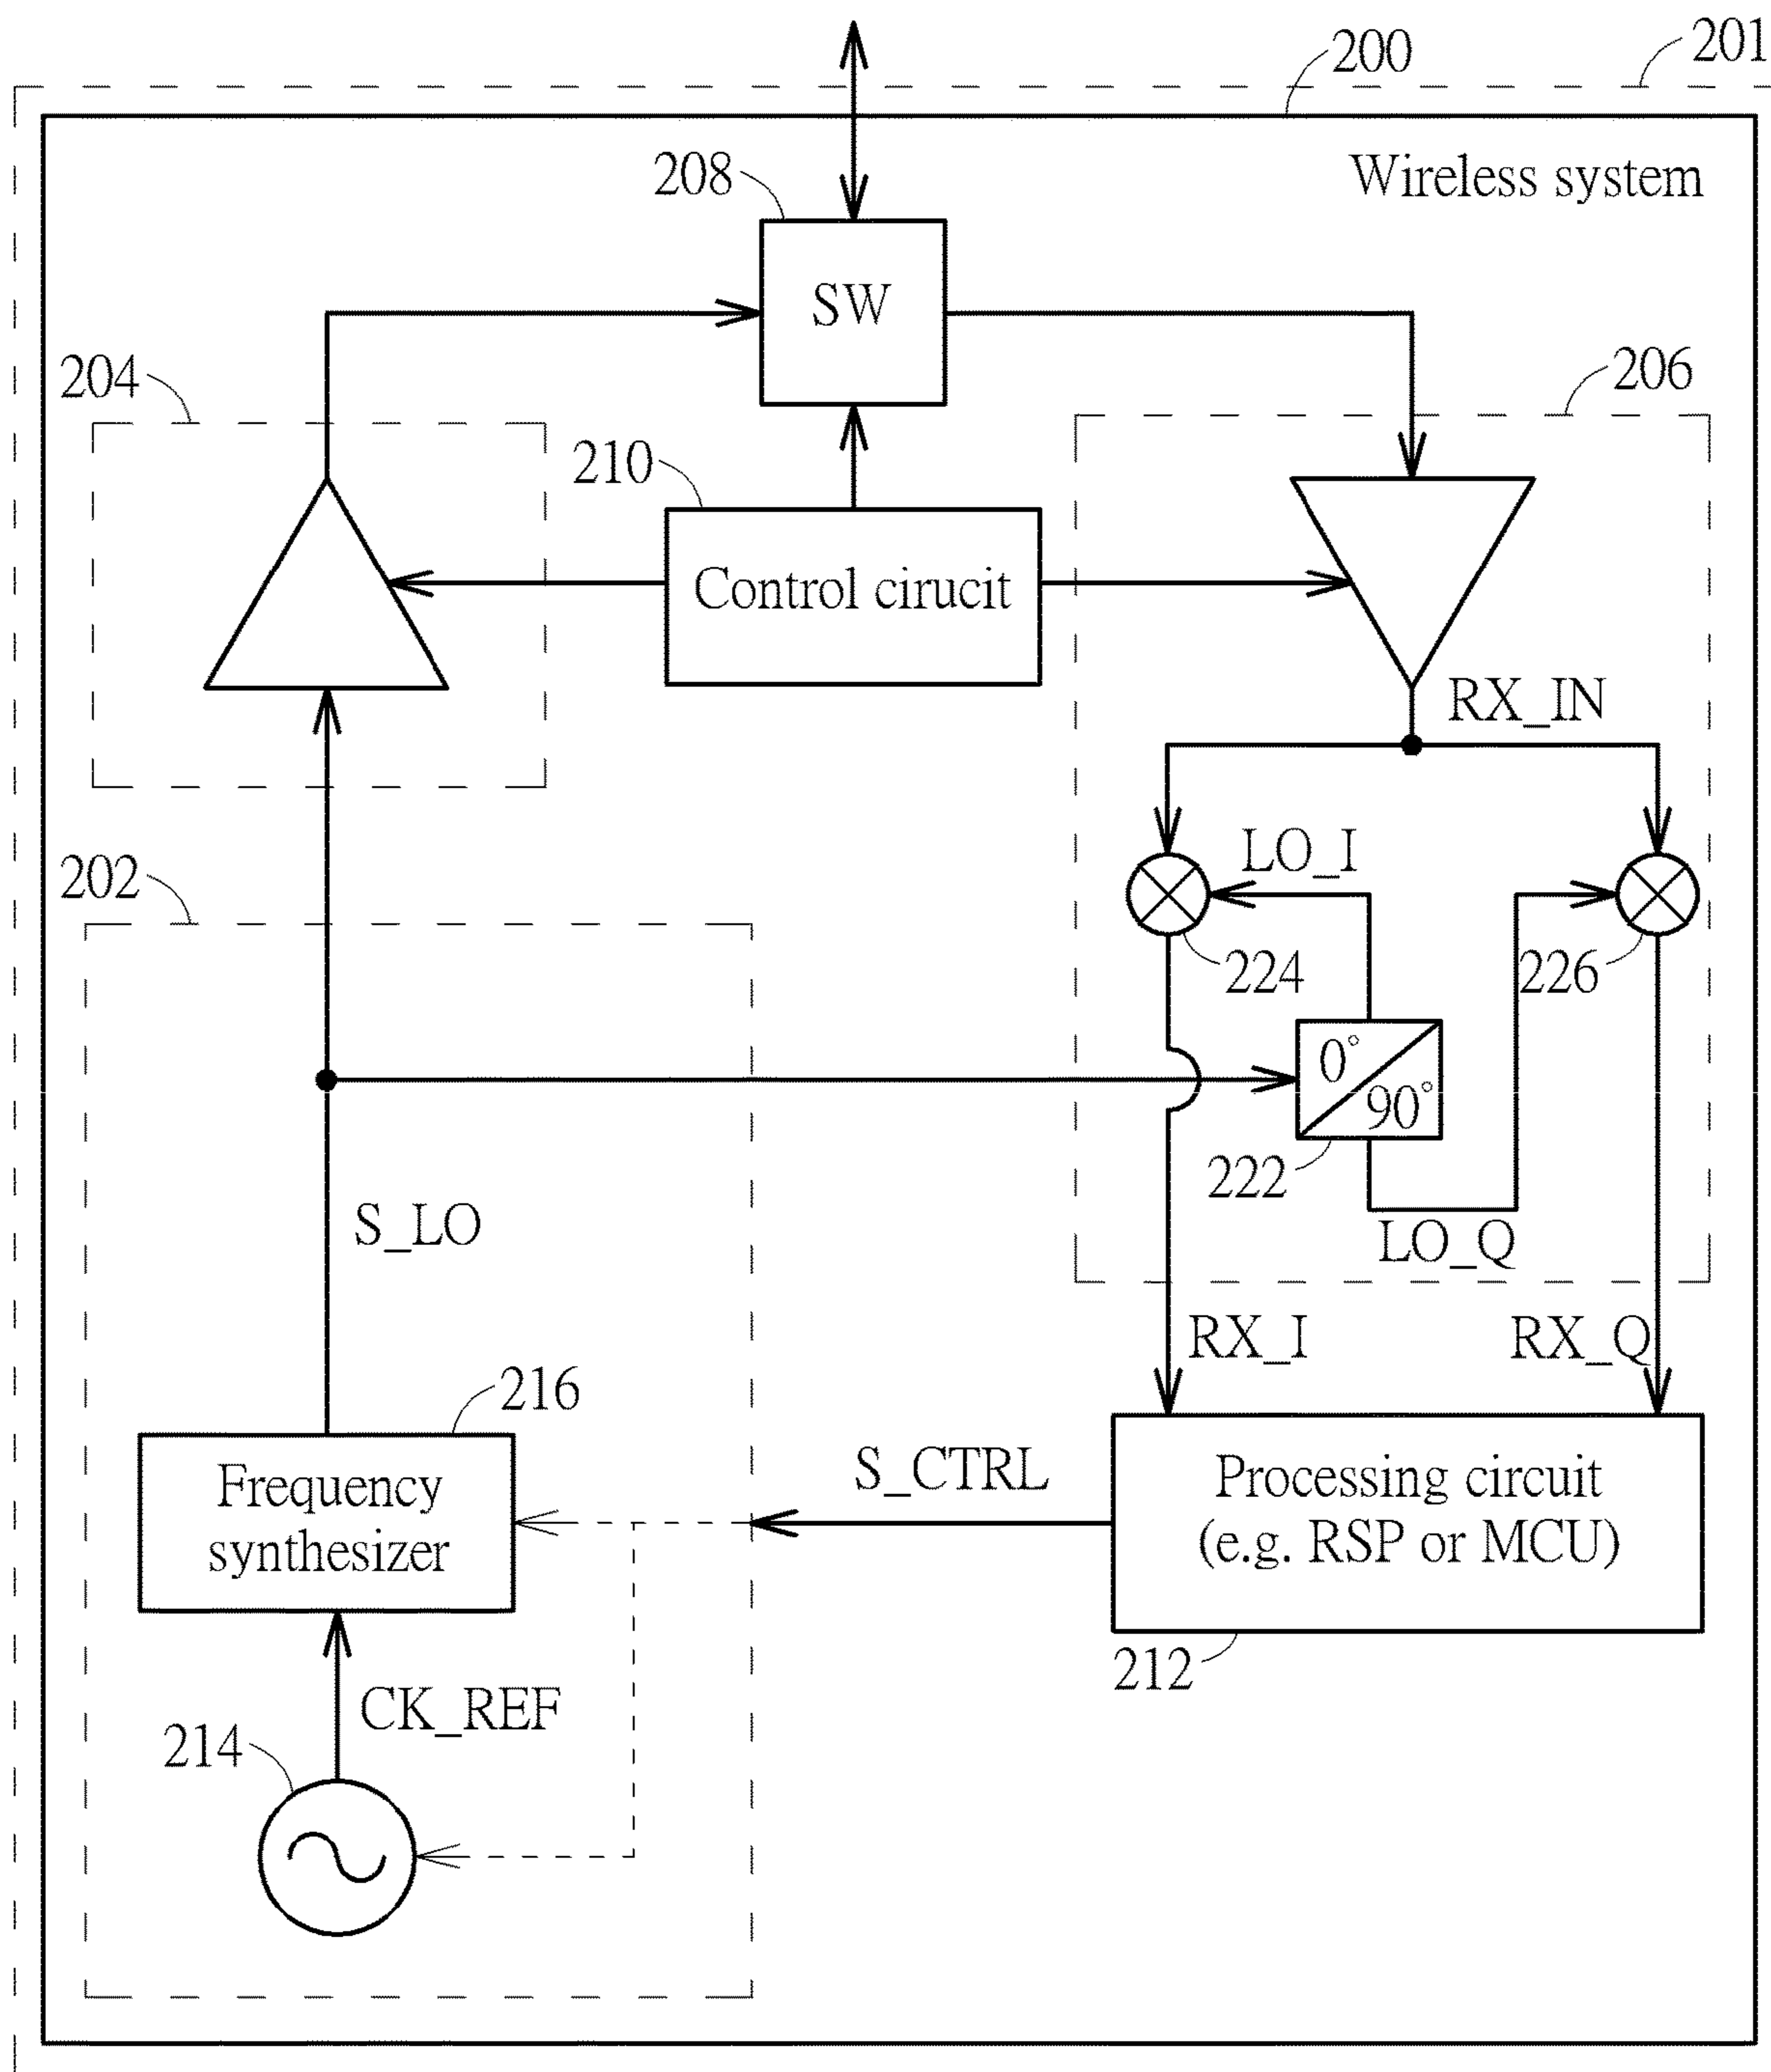 200
201
Wireless system
208
SW
204
206
210
Control cirucit
RX_IN
LO_I
202
224
226
0°
90°
222
S_LO
LO_Q
RX_I
RX_Q
216
Frequency
synthesizer
S_CTRL
Processing circuit
(e.g. RSP or MCU)
212
CK_REF
214